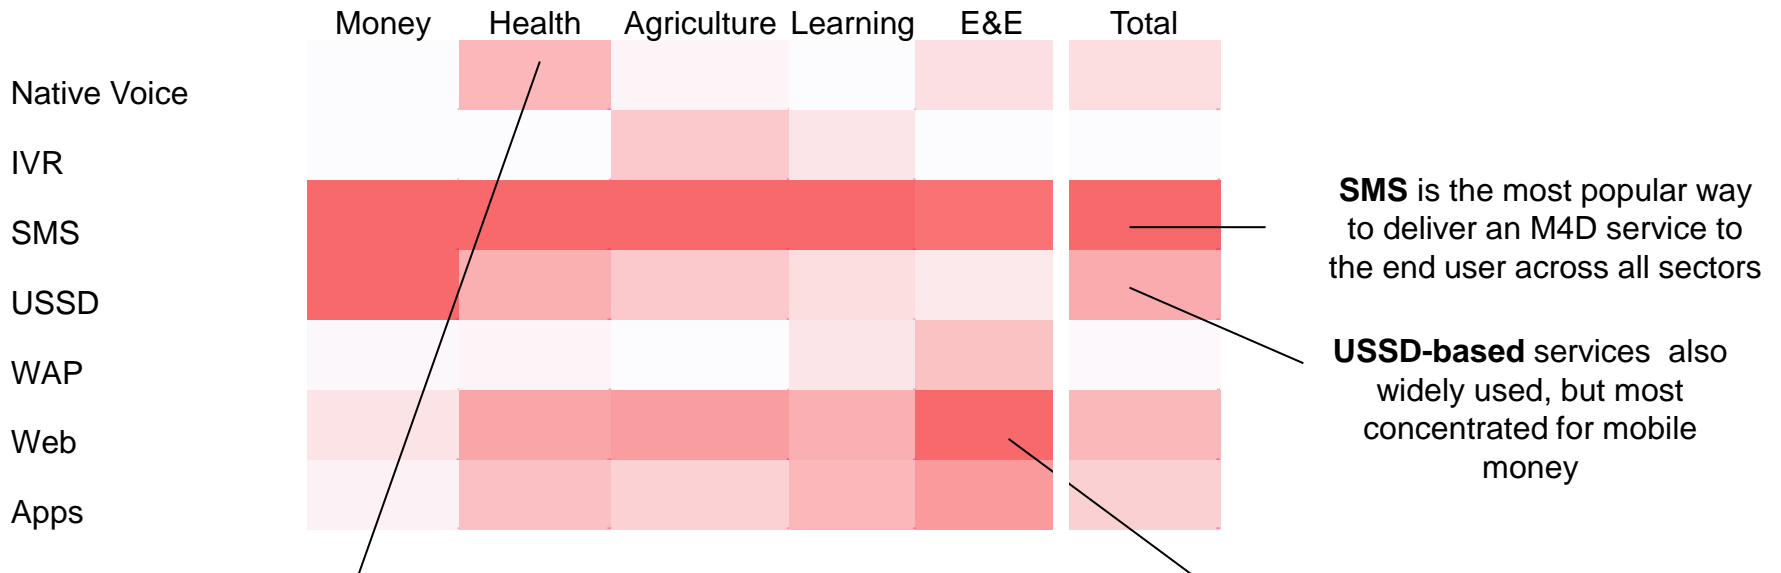 Money Health Agriculture Learning E&E Total
Native Voice
IVR
SMS
USSD
WAP
Web
Apps
SMS is the most popular way
to deliver an M4D service to
the end user across all sectors
USSD-based services also
widely used, but most
concentrated for mobile
money